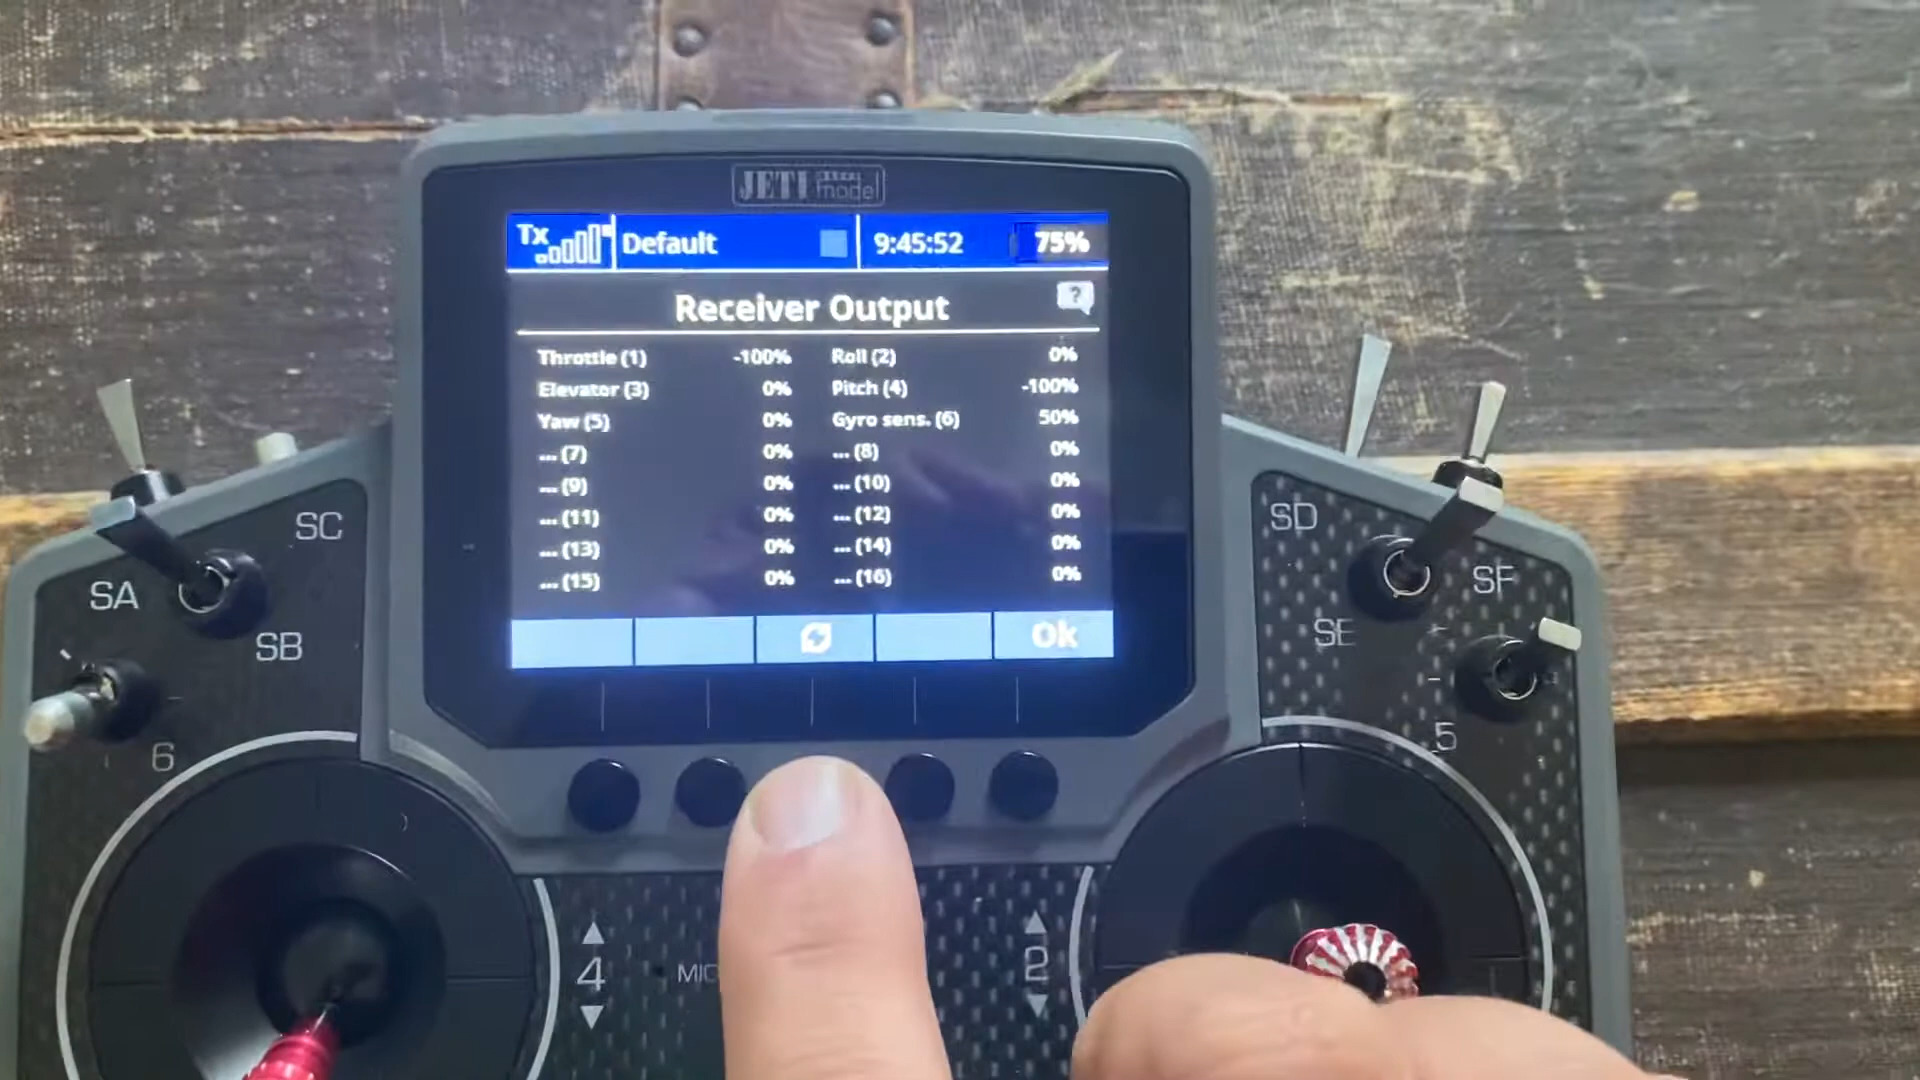 JETI model
Tx Default 9:45:52 75%
?
Receiver Output
Throttle (1) -100% Roll (2) 0%
Elevator (3) 0% Pitch (4) -100%
Yaw (5) 0% Gyro sens. (6) 50%
... (7) 0% ... (8) 0%
... (9) 0% ... (10) 0%
... (11) 0% ... (12) 0%
... (13) 0% ... (14) 0%
... (15) 0% ... (16) 0%
Ok
SC
SA
SB
6
SD
SF
SE
5
4
MIC
2